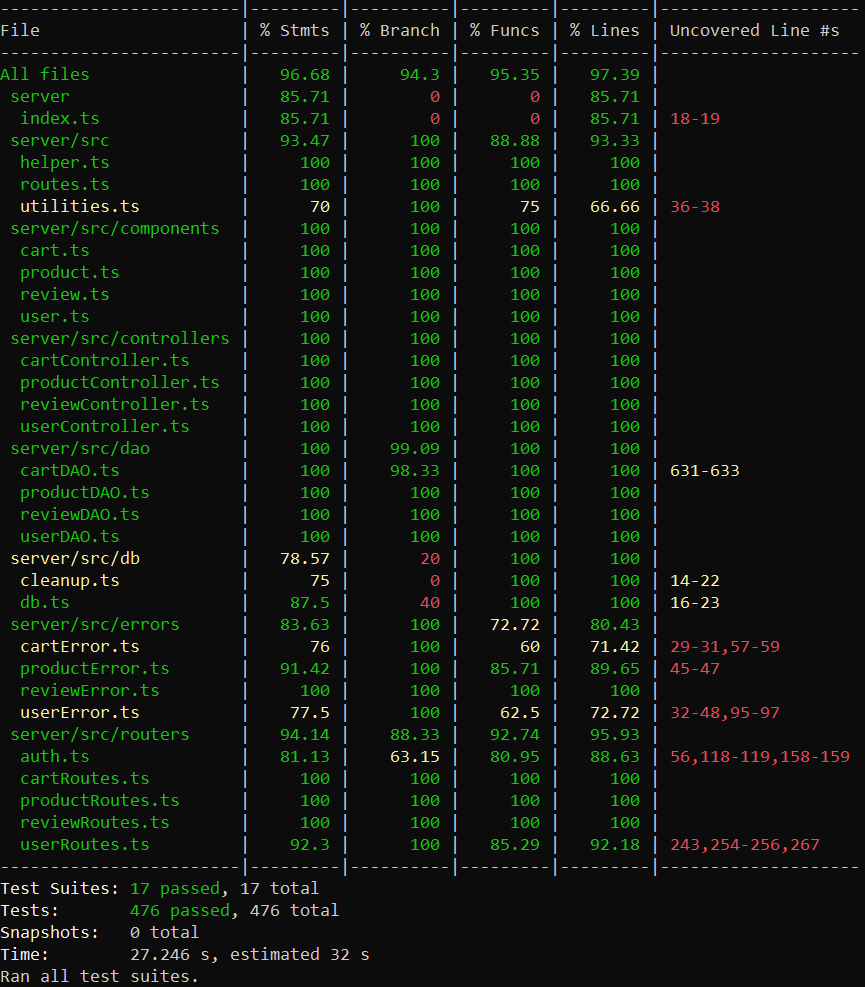 ------------------------|---------|----------|---------|---------|--------------------
File                    | % Stmts | % Branch | % Funcs | % Lines | Uncovered Line #s
------------------------|---------|----------|---------|---------|--------------------
All files               |   96.68 |     94.3 |   95.35 |   97.39 |
 server                 |   85.71 |        0 |       0 |   85.71 |
  index.ts              |   85.71 |        0 |       0 |   85.71 | 18-19
 server/src             |   93.47 |      100 |   88.88 |   93.33 |
  helper.ts             |     100 |      100 |     100 |     100 |
  routes.ts             |     100 |      100 |     100 |     100 |
  utilities.ts          |      70 |      100 |      75 |   66.66 | 36-38
 server/src/components  |     100 |      100 |     100 |     100 |
  cart.ts               |     100 |      100 |     100 |     100 |
  product.ts            |     100 |      100 |     100 |     100 |
  review.ts             |     100 |      100 |     100 |     100 |
  user.ts               |     100 |      100 |     100 |     100 |
 server/src/controllers |     100 |      100 |     100 |     100 |
  cartController.ts     |     100 |      100 |     100 |     100 |
  productController.ts  |     100 |      100 |     100 |     100 |
  reviewController.ts   |     100 |      100 |     100 |     100 |
  userController.ts     |     100 |      100 |     100 |     100 |
 server/src/dao         |     100 |    99.09 |     100 |     100 |
  cartDAO.ts            |     100 |    98.33 |     100 |     100 | 631-633
  productDAO.ts         |     100 |      100 |     100 |     100 |
  reviewDAO.ts          |     100 |      100 |     100 |     100 |
  userDAO.ts            |     100 |      100 |     100 |     100 |
 server/src/db          |   78.57 |       20 |     100 |     100 |
  cleanup.ts            |      75 |        0 |     100 |     100 | 14-22
  db.ts                 |    87.5 |       40 |     100 |     100 | 16-23
 server/src/errors      |   83.63 |      100 |   72.72 |   80.43 |
  cartError.ts          |      76 |      100 |      60 |   71.42 | 29-31,57-59
  productError.ts       |   91.42 |      100 |   85.71 |   89.65 | 45-47
  reviewError.ts        |     100 |      100 |     100 |     100 |
  userError.ts          |    77.5 |      100 |    62.5 |   72.72 | 32-48,95-97
 server/src/routers     |   94.14 |    88.33 |   92.74 |   95.93 |
  auth.ts               |   81.13 |    63.15 |   80.95 |   88.63 | 56,118-119,158-159
  cartRoutes.ts         |     100 |      100 |     100 |     100 |
  productRoutes.ts      |     100 |      100 |     100 |     100 |
  reviewRoutes.ts       |     100 |      100 |     100 |     100 |
  userRoutes.ts         |    92.3 |      100 |   85.29 |   92.18 | 243,254-256,267
------------------------|---------|----------|---------|---------|--------------------
Test Suites: 17 passed, 17 total
Tests:       476 passed, 476 total
Snapshots:   0 total
Time:        27.246 s, estimated 32 s
Ran all test suites.